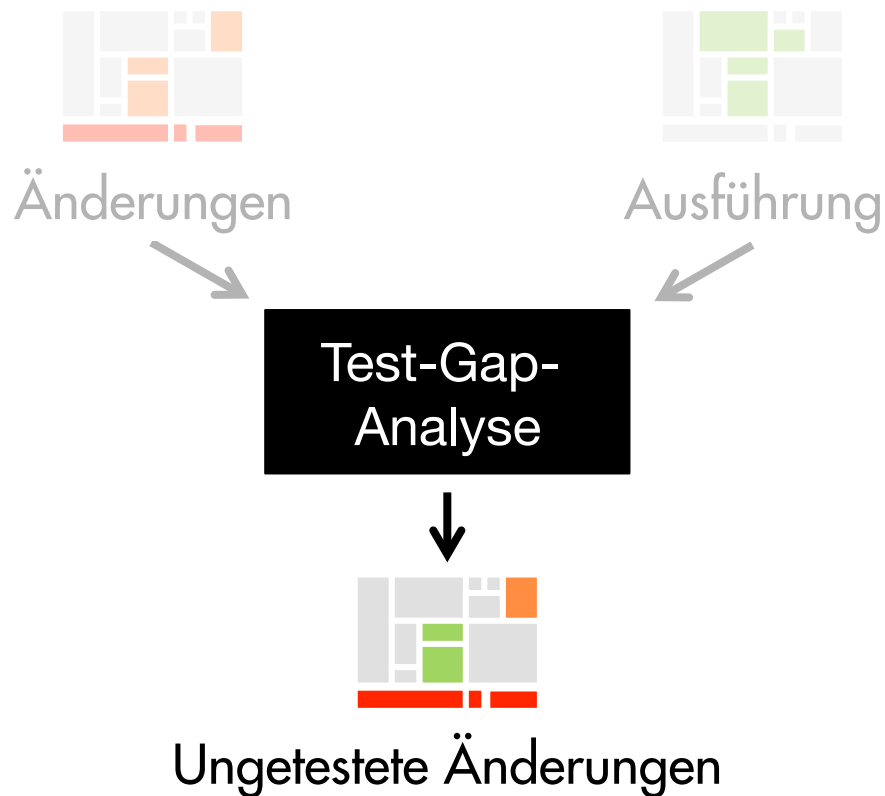 Änderungen
Ausführung
Test-Gap-
Analyse
Ungetestete Änderungen